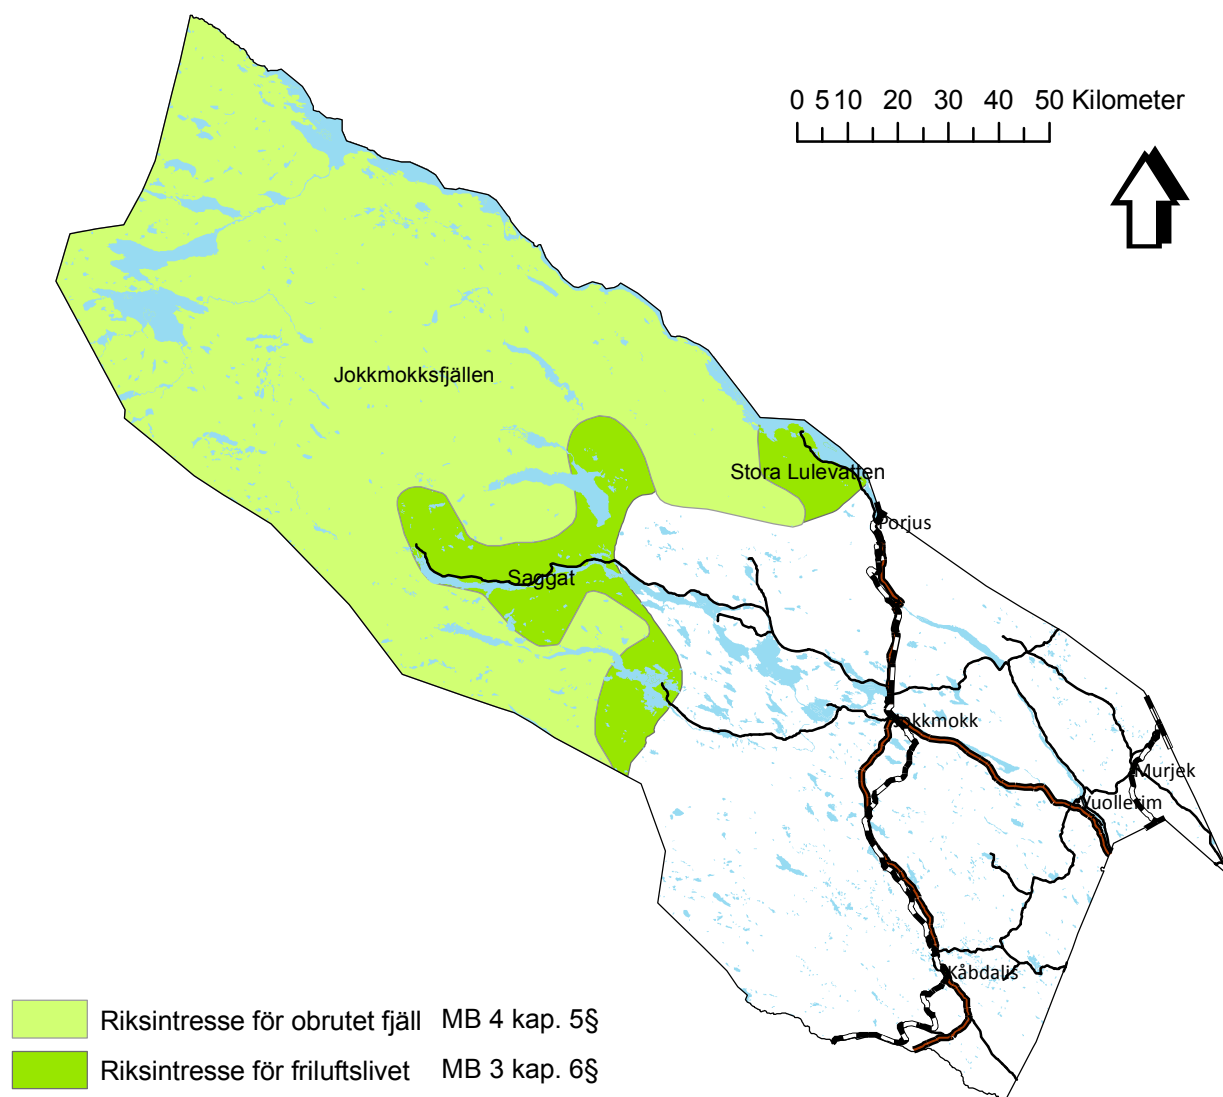 0 5 10 20 30 40 50 Kilometer
Jokkmokksfjällen
Stora Lulevatten
Porjus
Saggat
Jokkmokk
Murjek
Vuollerim
Kåbdalis
Riksintresse för obrutet fjäll MB 4 kap. 5§
Riksintresse för friluftslivet MB 3 kap. 6§